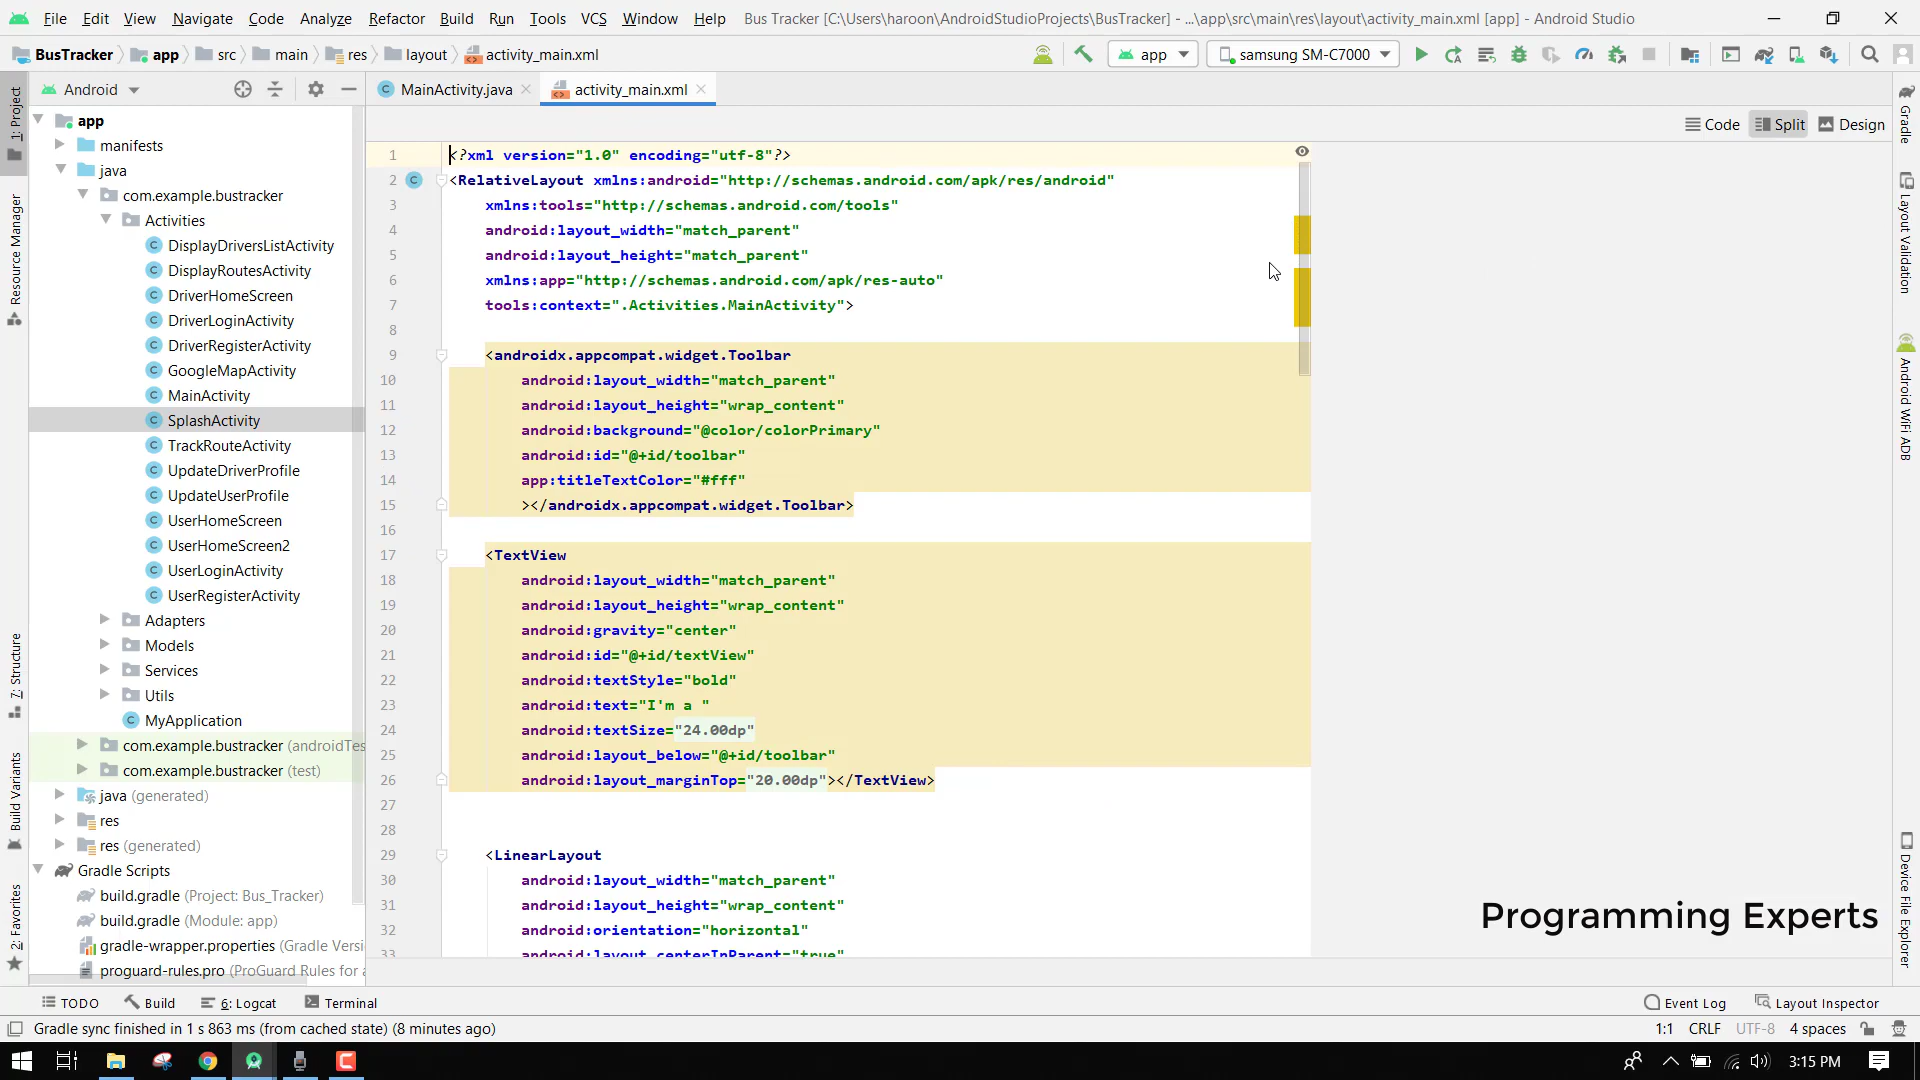 File Edit View Navigate Code Analyze Refactor Build Run Tools VCS Window Help Bus Tracker [C:\Users\haroon\AndroidStudioProjects\BusTracker] - ...\app\src\main\res\layout\activity_main.xml [app] - Android Studio
BusTracker app src main res layout activity_main.xml app samsung SM-C7000
Android MainActivity.java activity_main.xml
Code Split Design
1: Project
Resource Manager
7: Structure
Build Variants
2: Favorites
app
manifests
java
com.example.bustracker
Activities
DisplayDriversListActivity
DisplayRoutesActivity
DriverHomeScreen
DriverLoginActivity
DriverRegisterActivity
GoogleMapActivity
MainActivity
SplashActivity
TrackRouteActivity
UpdateDriverProfile
UpdateUserProfile
UserHomeScreen
UserHomeScreen2
UserLoginActivity
UserRegisterActivity
Adapters
Models
Services
Utils
MyApplication
com.example.bustracker (androidTes
com.example.bustracker (test)
java (generated)
res
res (generated)
Gradle Scripts
build.gradle (Project: Bus_Tracker)
build.gradle (Module: app)
gradle-wrapper.properties (Gradle Versi
proguard-rules.pro (ProGuard Rules for a
1 <?xml version="1.0" encoding="utf-8"?>
2 <RelativeLayout xmlns:android="http://schemas.android.com/apk/res/android"
3 xmlns:tools="http://schemas.android.com/tools"
4 android:layout_width="match_parent"
5 android:layout_height="match_parent"
6 xmlns:app="http://schemas.android.com/apk/res-auto"
7 tools:context=".Activities.MainActivity">
8
9 <androidx.appcompat.widget.Toolbar
10 android:layout_width="match_parent"
11 android:layout_height="wrap_content"
12 android:background="@color/colorPrimary"
13 android:id="@+id/toolbar"
14 app:titleTextColor="#fff"
15 ></androidx.appcompat.widget.Toolbar>
16
17 <TextView
18 android:layout_width="match_parent"
19 android:layout_height="wrap_content"
20 android:gravity="center"
21 android:id="@+id/textView"
22 android:textStyle="bold"
23 android:text="I'm a "
24 android:textSize="24.00dp"
25 android:layout_below="@+id/toolbar"
26 android:layout_marginTop="20.00dp"></TextView>
27
28
29 <LinearLayout
30 android:layout_width="match_parent"
31 android:layout_height="wrap_content"
32 android:orientation="horizontal"
33 android:layout_centerInParent="true"
Gradle
Layout Validation
Android WiFi ADB
Device File Explorer
Programming Experts
TODO Build 6: Logcat Terminal Event Log Layout Inspector
Gradle sync finished in 1 s 863 ms (from cached state) (8 minutes ago) 1:1 CRLF UTF-8 4 spaces
3:15 PM